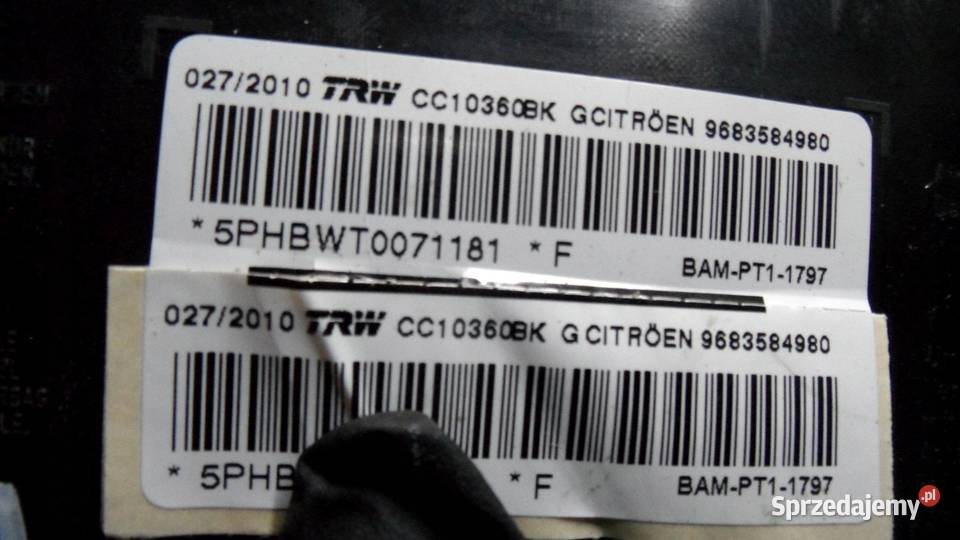 027/2010 TRW CC10360BK GCITRÖEN 9683584980
*5PHBWT0071181 *F
BAM-PT1-1797
027/2010 TRW CC10360BK GCITRÖEN 9683584980
*5PHB *F
BAM-PT1-1797
Sprzedajemy.pl